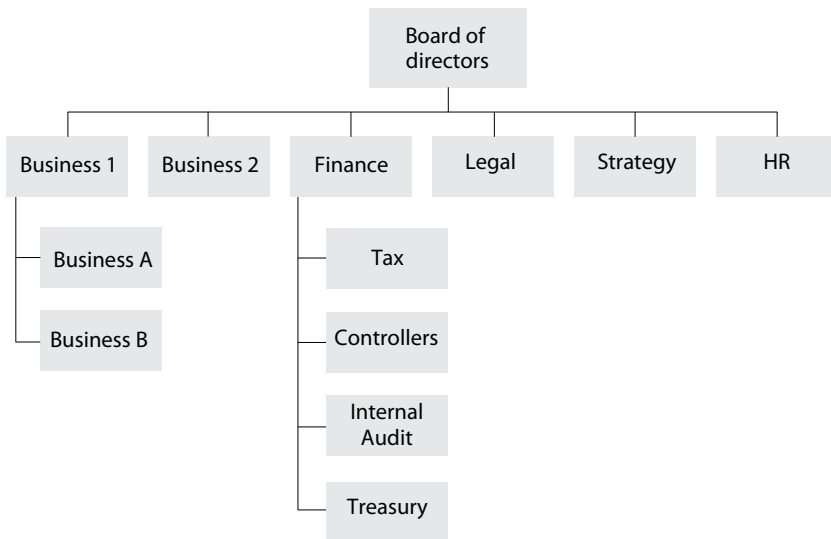 Board of
directors
Business 1
Business 2
Finance
Legal
Strategy
HR
Business A
Business B
Tax
Controllers
Internal
Audit
Treasury